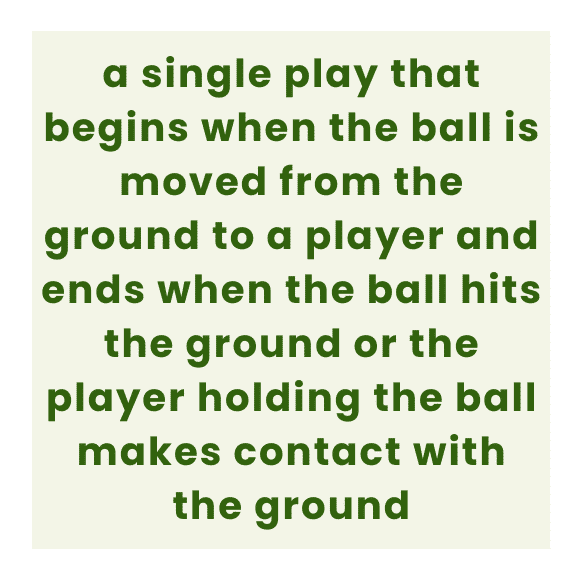 a single play that
begins when the ball is
moved from the
ground to a player and
ends when the ball hits
the ground or the
player holding the ball
makes contact with
the ground